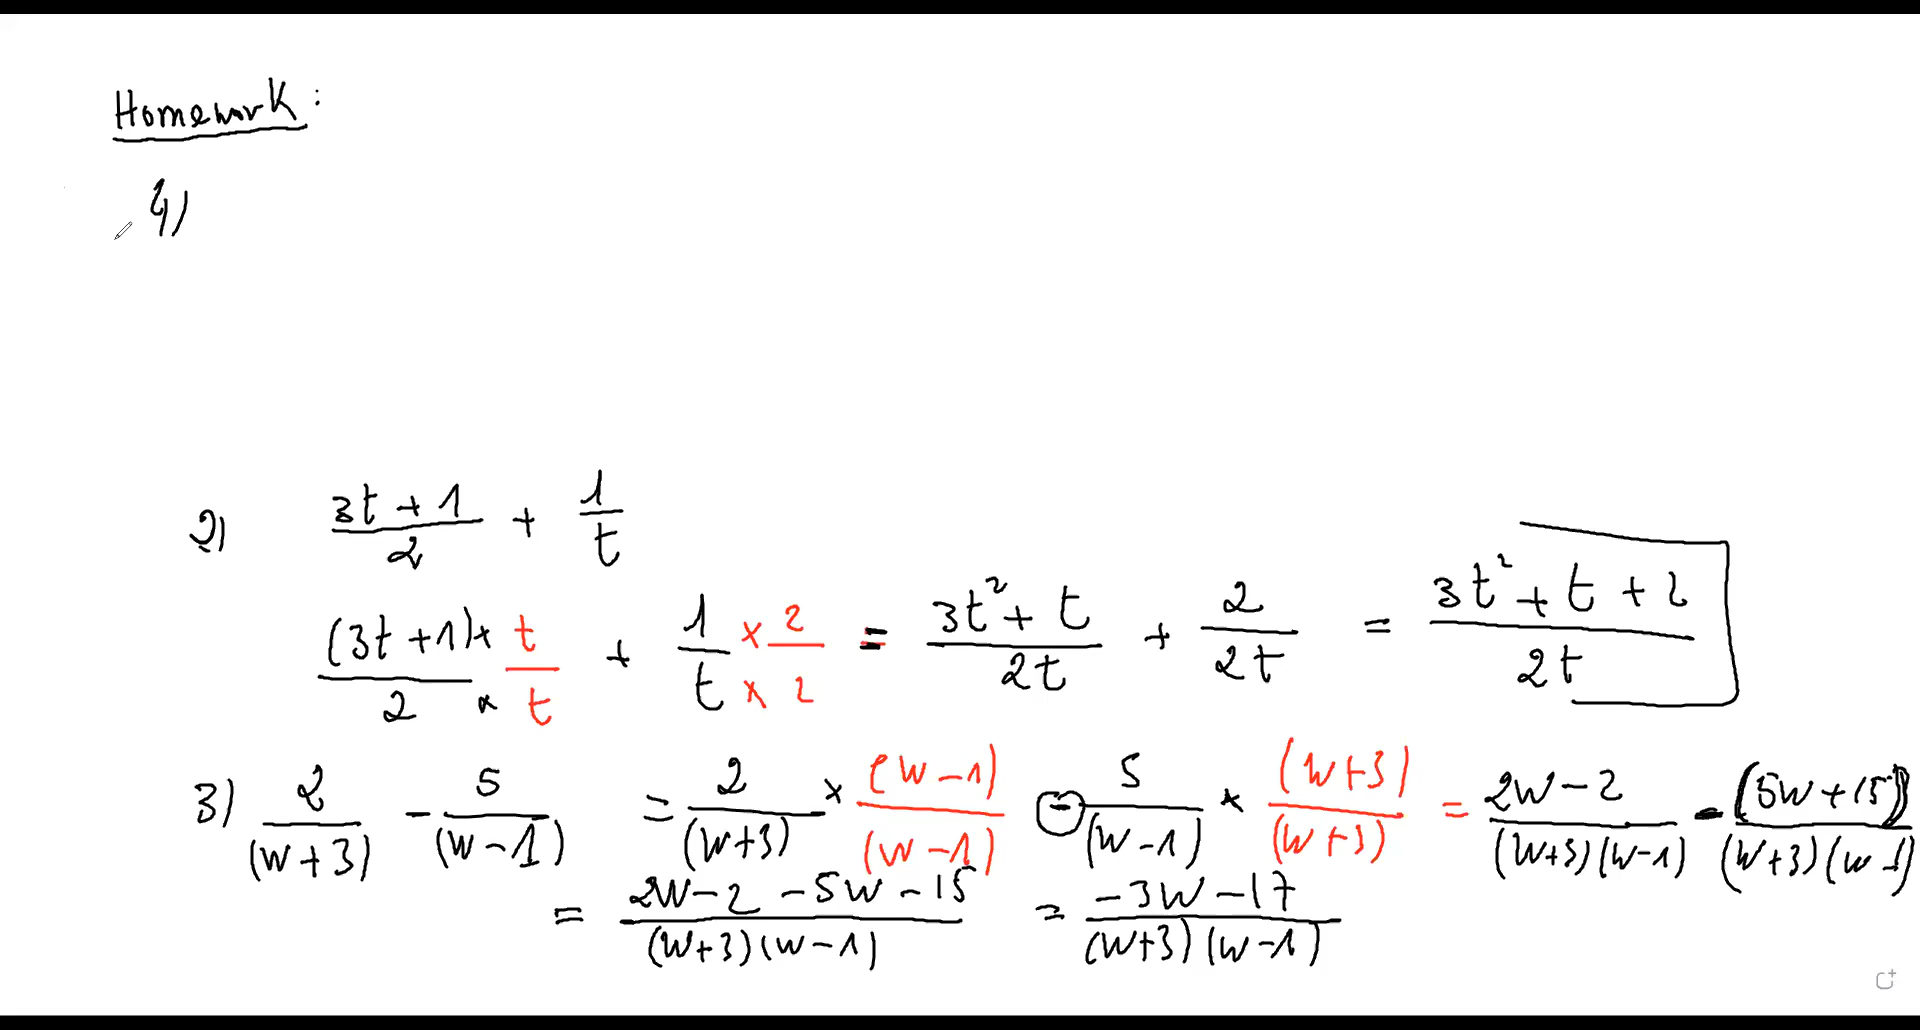 Homework :
4)
2) (3t + 1)/2 + 1/t
((3t + 1) × t)/(2 × t) + (1 × 2)/(t × 2) = (3t² + t)/2t + 2/2t = (3t² + t + 2)/2t
3) 2/(w+3) - 5/(w-1) = 2/(w+3) × (w-1)/(w-1) - 5/(w-1) × (w+3)/(w+3) = (2w-2)/((w+3)(w-1)) - (5w+15)/((w+3)(w-1)
= (2w-2-5w-15)/((w+3)(w-1)) = (-3w-17)/((w+3)(w-1))